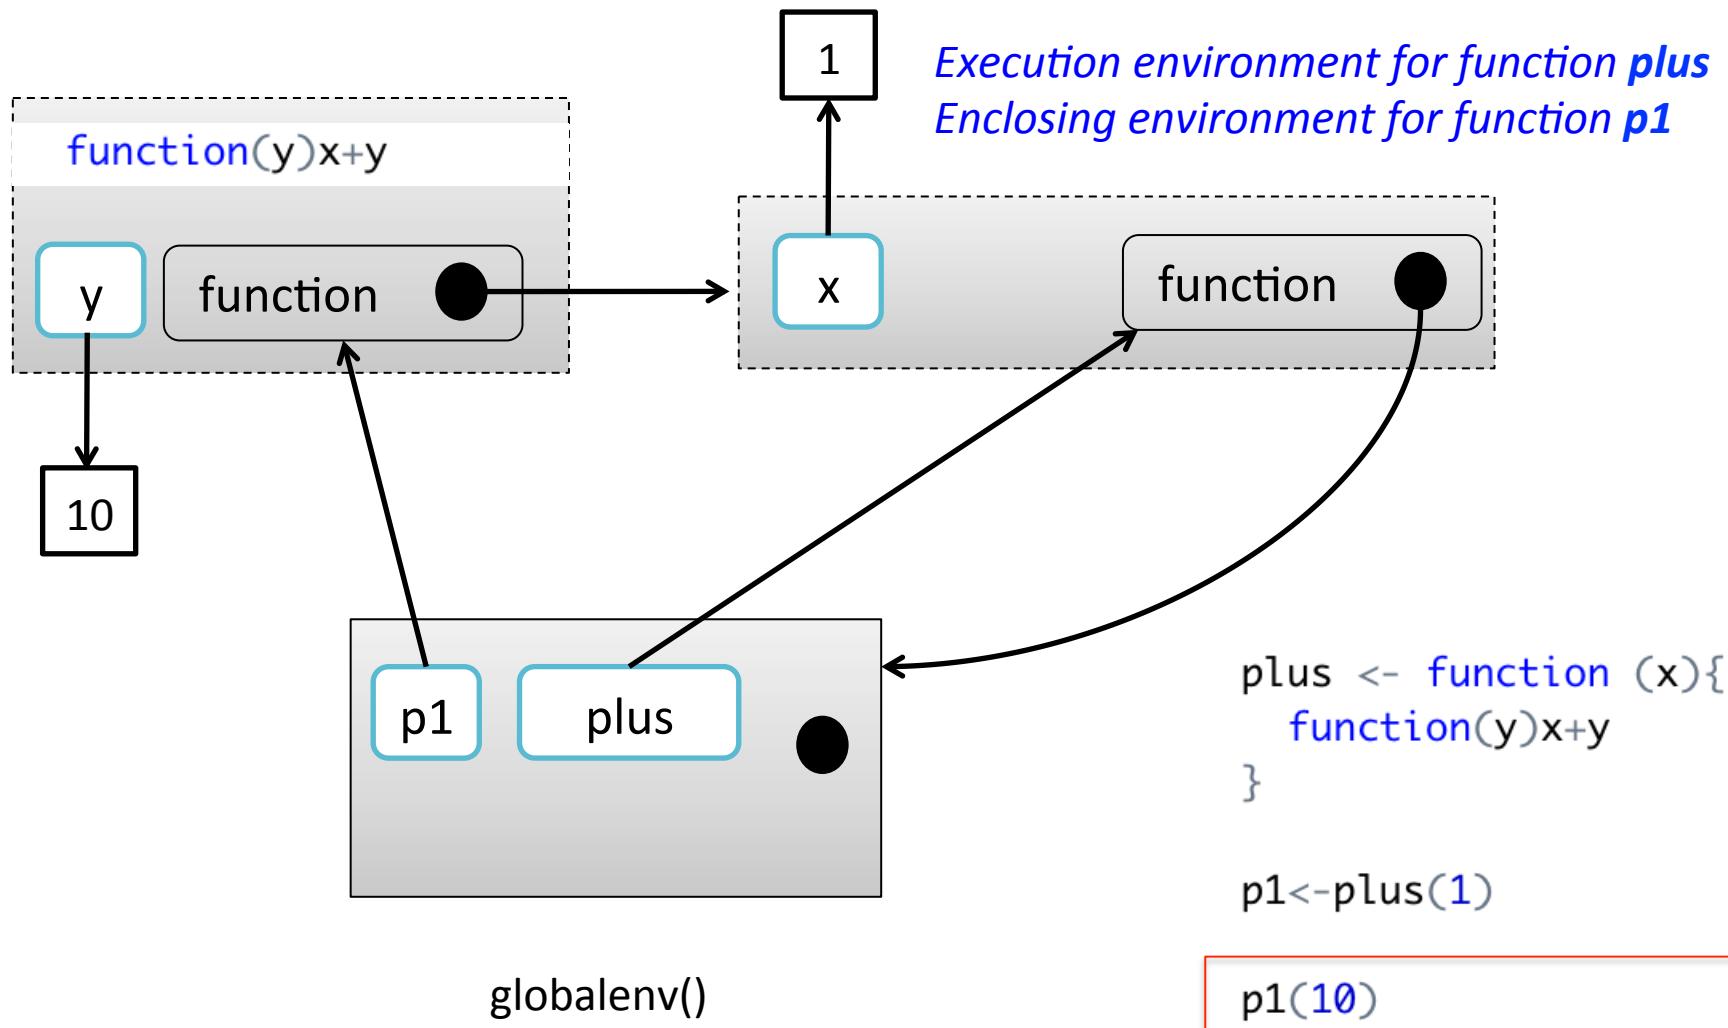 1
Execution environment for function plus
Enclosing environment for function p1
function(y)x+y
y
function
x
function
10
p1
plus
globalenv()
plus <- function (x){
function(y)x+y
}
p1<-plus(1)
p1(10)